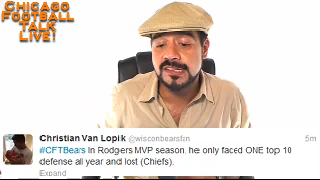 CHICAGO
FOOTBALL
TALK
LIVE!
Christian Van Lopik @wisconbearsfan 5m
#CFTBears In Rodgers MVP season, he only faced ONE top 10
defense all year and lost (Chiefs).
Expand